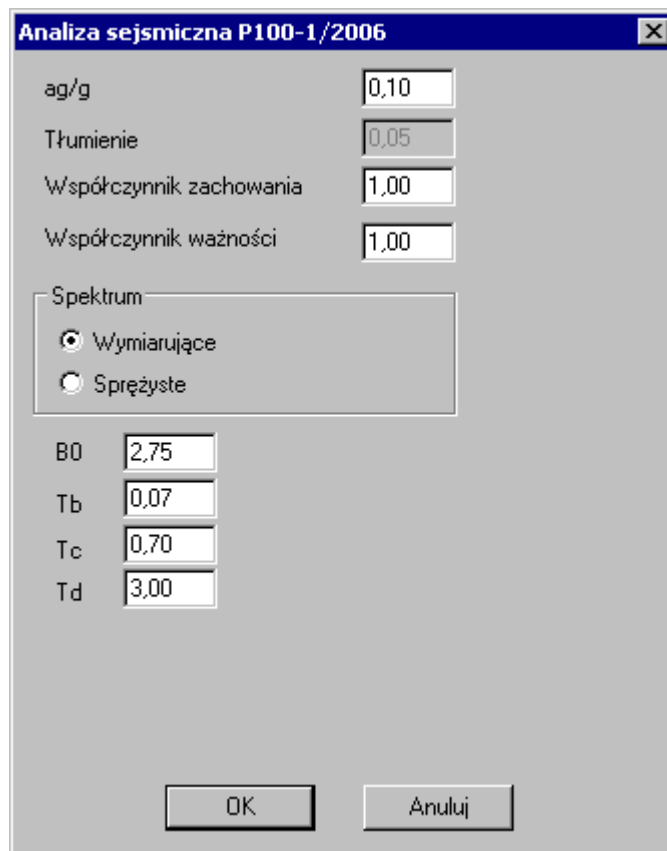 Analiza sejsmiczna P100-1/2006
ag/g 0,10
Tłumienie 0,05
Współczynnik zachowania 1,00
Współczynnik ważności 1,00
Spektrum
Wymiarujące
Sprężyste
B0 2,75
Tb 0,07
Tc 0,70
Td 3,00
OK Anuluj